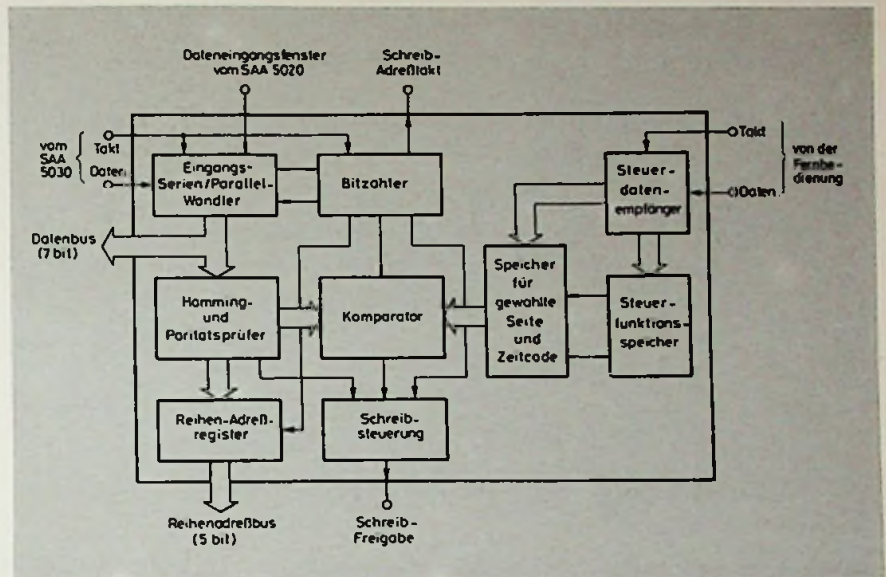 Dateneingangsfenster
vom SAA 5020
Schreib-
Adreßtakt
vom
SAA
5030
Takt
Daten
Eingangs-
Serien/Parallel-
Wandler
Bitzähler
Steuer-
daten-
empfänger
Takt
Daten
von der
Fernbe-
dienung
Datenbus
(7 bit)
Hamming-
und
Paritätsprüfer
Komparator
Speicher
für
gewählte
Seite
und
Zeitcode
Steuer-
funktions-
speicher
Reihen-Adreß-
register
Schreib-
steuerung
Reihenadreßbus
(5 bit)
Schreib-
Freigabe